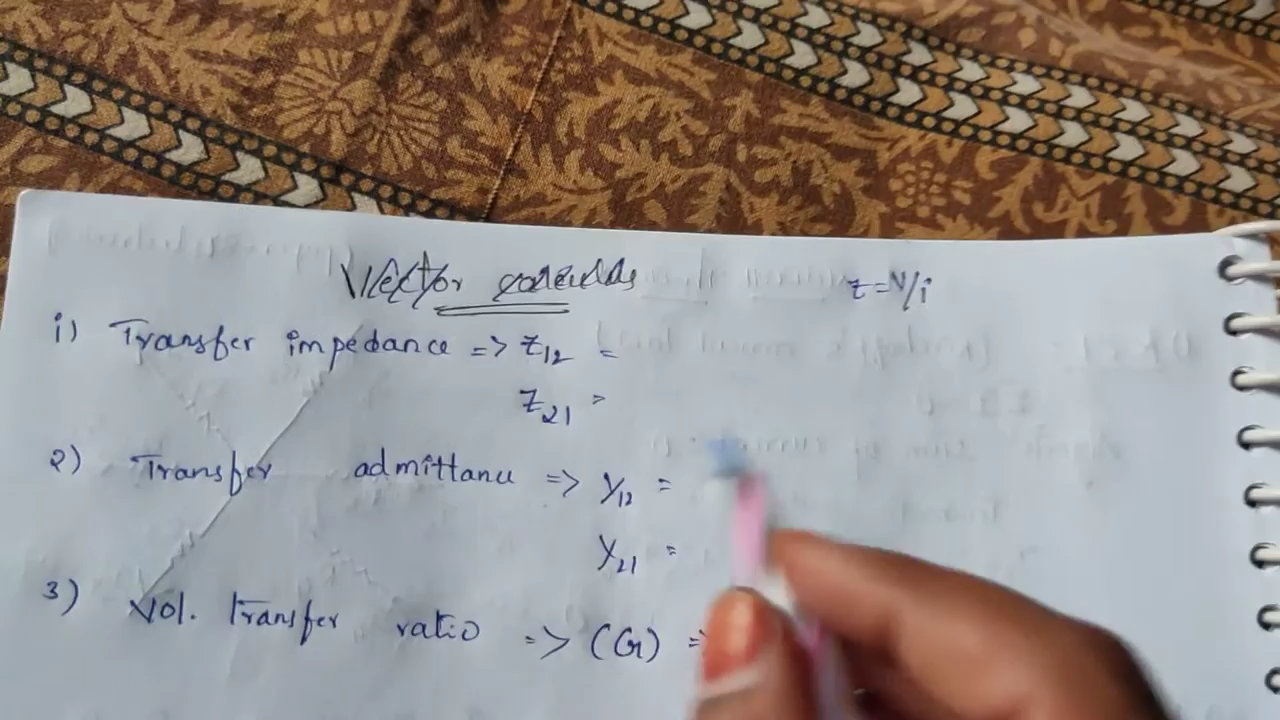 Vector calculus
z = V/i
1) Transfer impedance => Z12 =
Z21 =
2) Transfer admittance => Y12 =
Y21 =
3) Vol. transfer ratio => (G) =